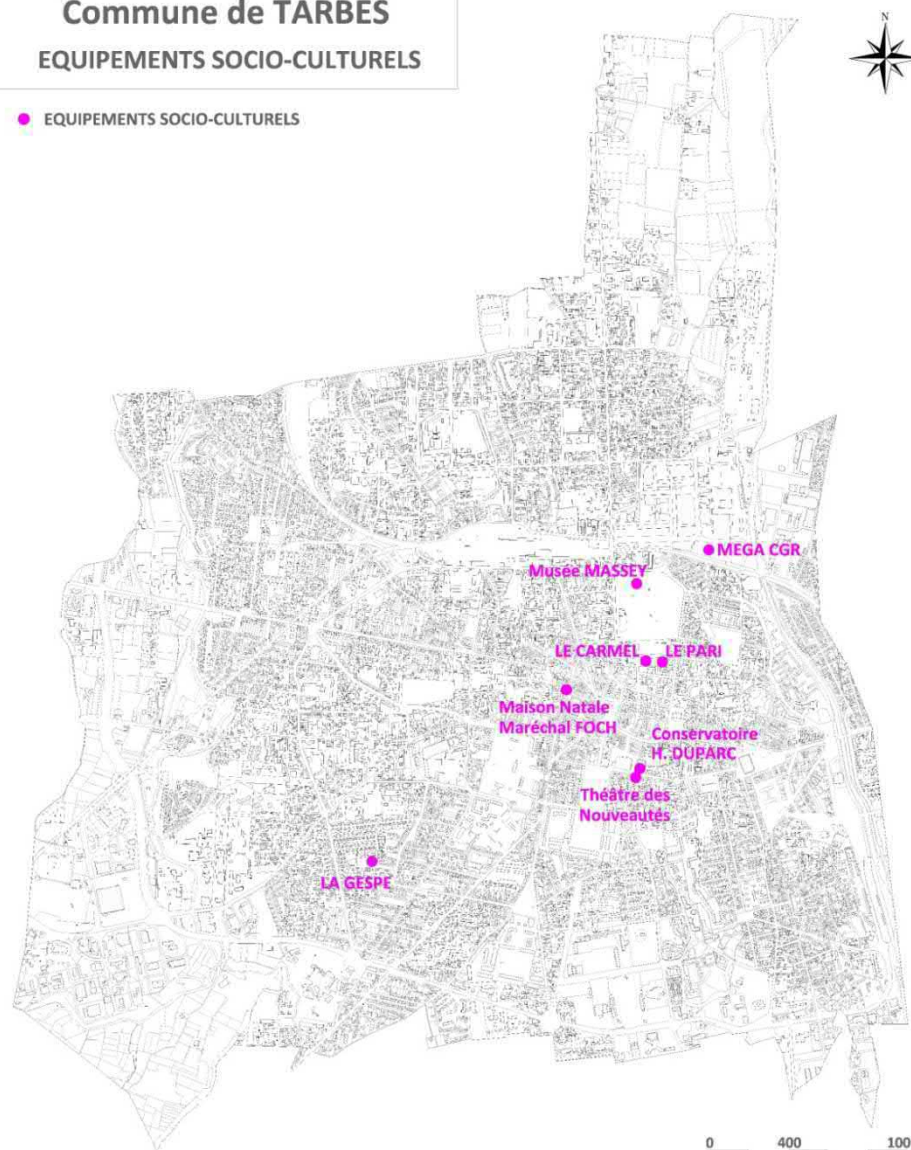 Commune de TARBES
EQUIPEMENTS SOCIO-CULTURELS
N
EQUIPEMENTS SOCIO-CULTURELS
MEGA CGR
Musée MASSEY
LE CARMEL
LE PARI
Maison Natale
Maréchal FOCH
Conservatoire
H. DUPARC
Théâtre des
Nouveautés
LA GESPE
0 400 100